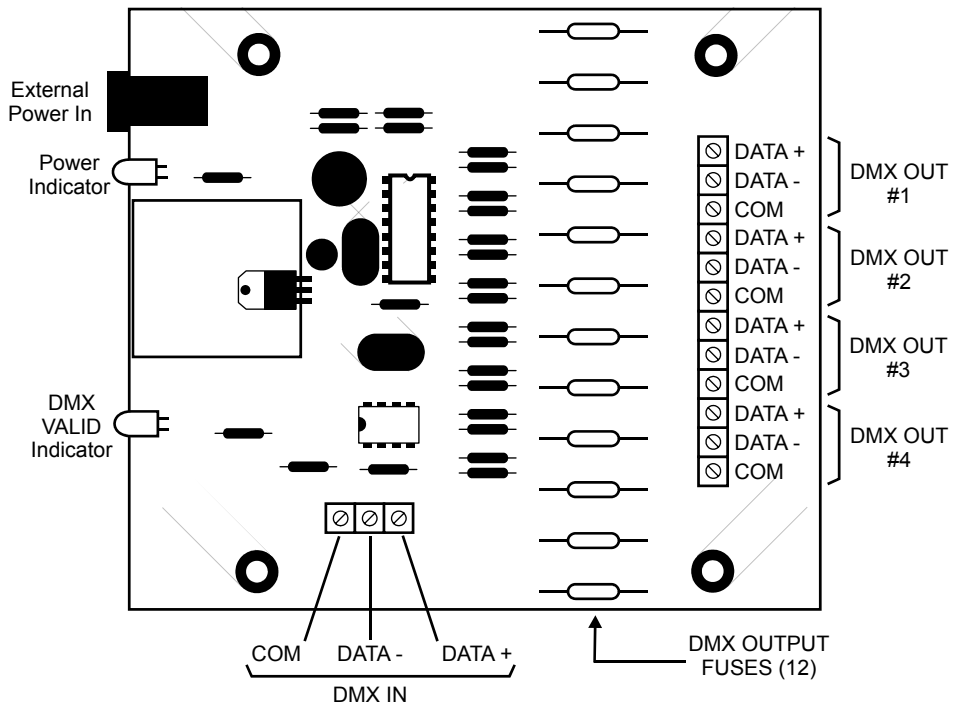 External
Power In
Power
Indicator
DMX
VALID
Indicator
DATA +
DATA -
COM
DMX OUT
#1
DATA +
DATA -
COM
DMX OUT
#2
DATA +
DATA -
COM
DMX OUT
#3
DATA +
DATA -
COM
DMX OUT
#4
COM DATA - DATA +
DMX IN
DMX OUTPUT
FUSES (12)